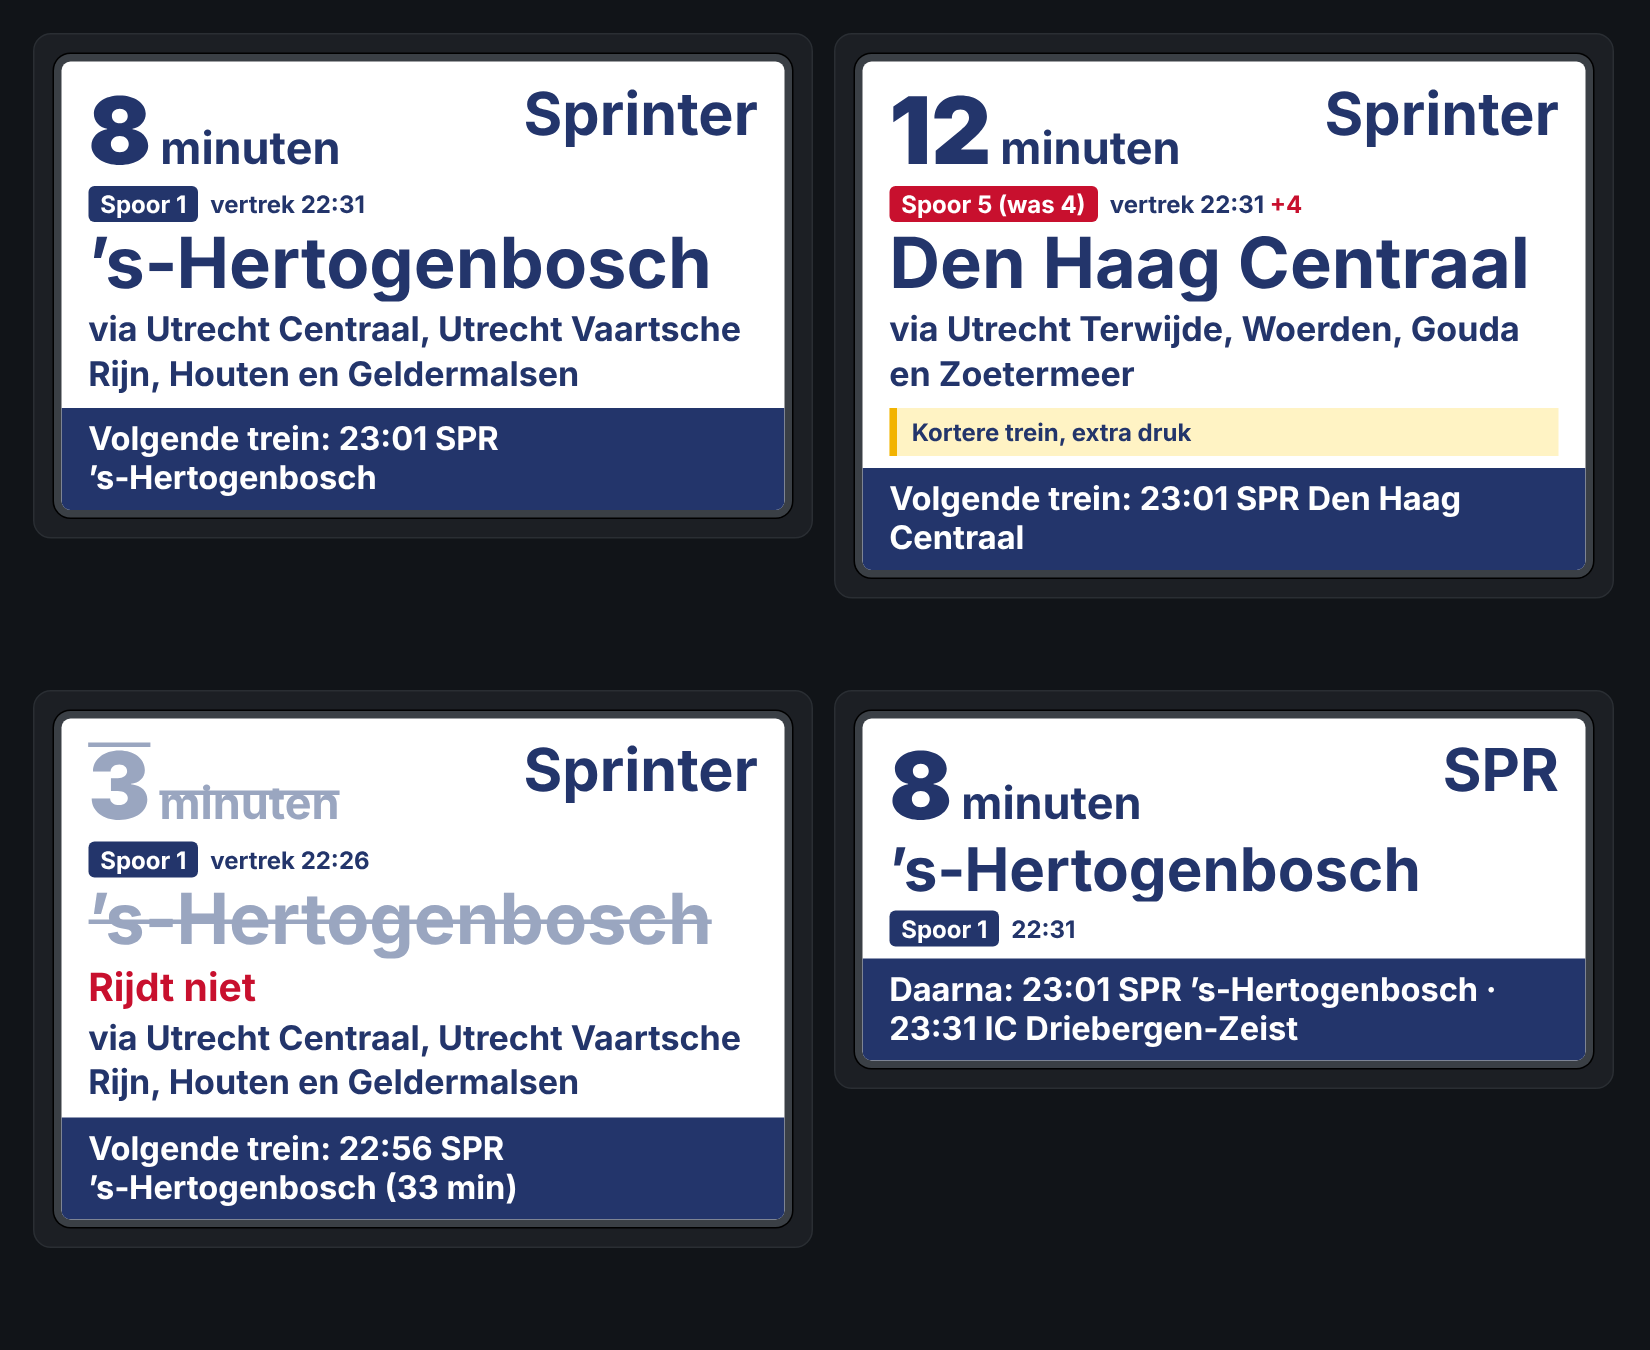 8 minuten Sprinter
Spoor 1 vertrek 22:31
’s-Hertogenbosch
via Utrecht Centraal, Utrecht Vaartsche
Rijn, Houten en Geldermalsen
Volgende trein: 23:01 SPR
’s-Hertogenbosch
12 minuten Sprinter
Spoor 5 (was 4) vertrek 22:31 +4
Den Haag Centraal
via Utrecht Terwijde, Woerden, Gouda
en Zoetermeer
Kortere trein, extra druk
Volgende trein: 23:01 SPR Den Haag
Centraal
3 minuten Sprinter
Spoor 1 vertrek 22:26
’s-Hertogenbosch
Rijdt niet
via Utrecht Centraal, Utrecht Vaartsche
Rijn, Houten en Geldermalsen
Volgende trein: 22:56 SPR
’s-Hertogenbosch (33 min)
8 minuten SPR
’s-Hertogenbosch
Spoor 1 22:31
Daarna: 23:01 SPR ’s-Hertogenbosch ·
23:31 IC Driebergen-Zeist